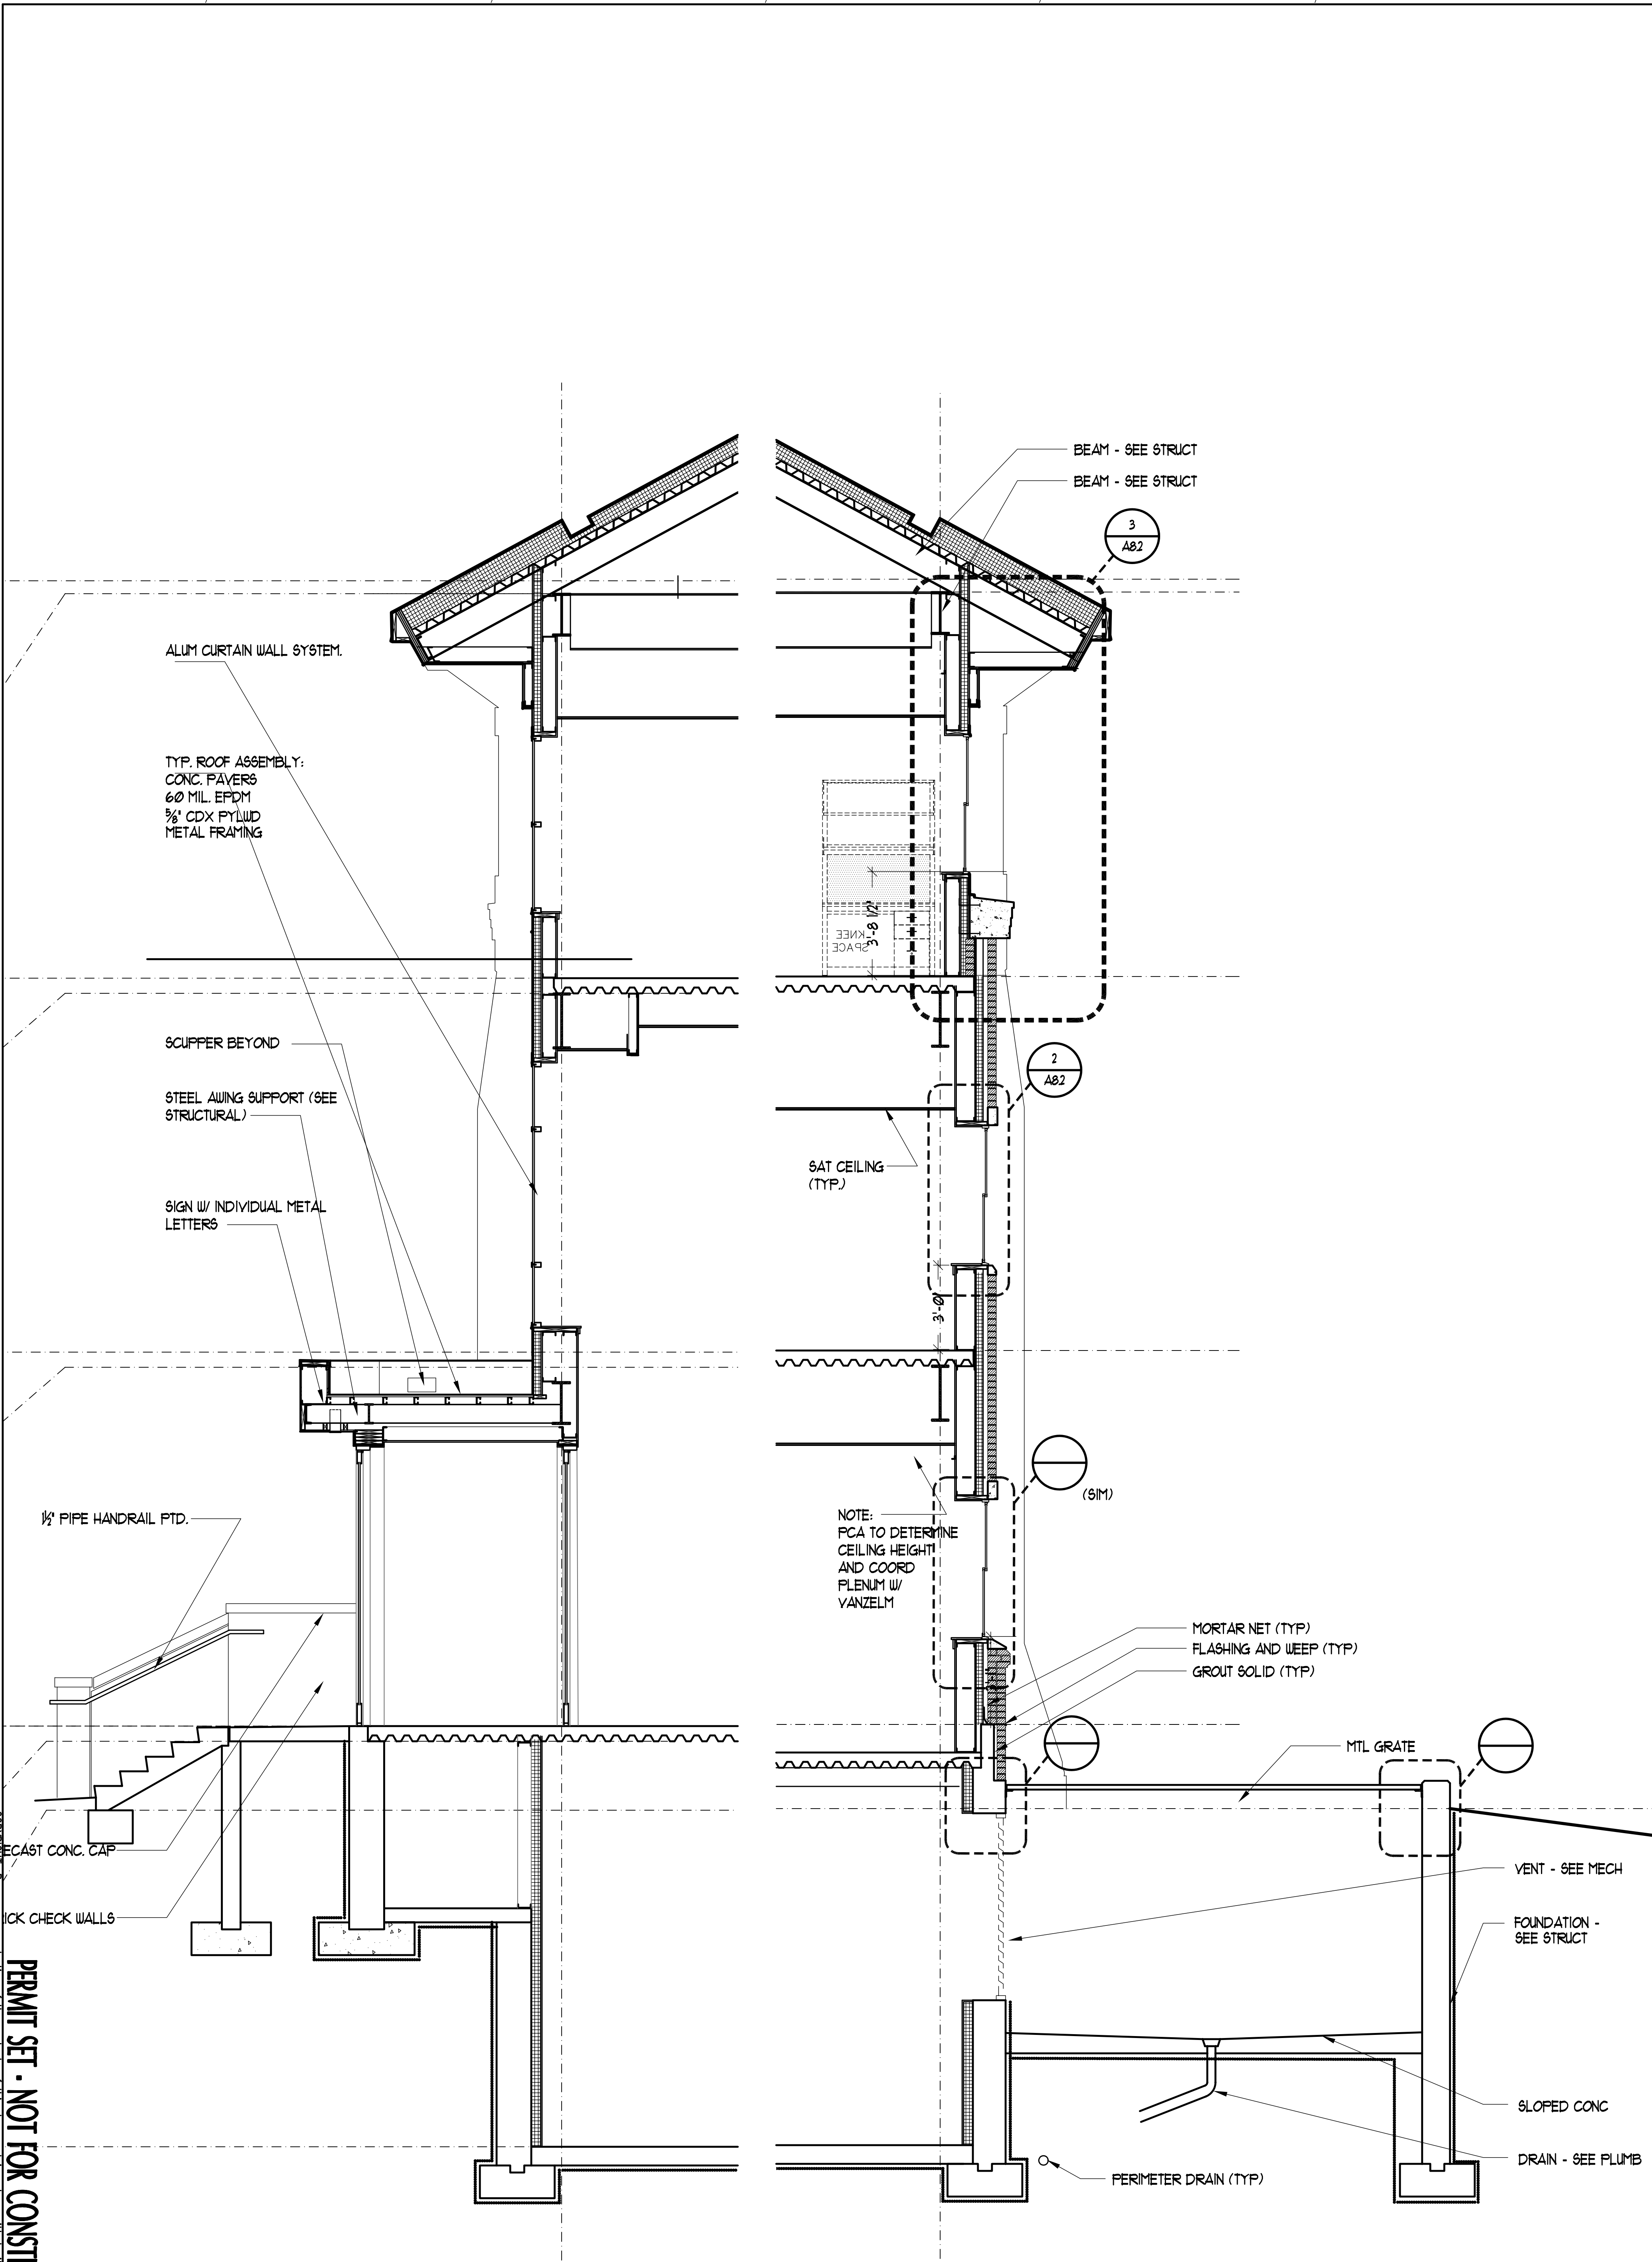 BEAM - SEE STRUCT
BEAM - SEE STRUCT
3
A8.2
ALUM CURTAIN WALL SYSTEM.
TYP. ROOF ASSEMBLY:
CONC. PAVERS
60 MIL. EPDM
5/8" CDX PYLWD
METAL FRAMING
3'-8 1/2"
KNEE
SPACE
SCUPPER BEYOND
2
A8.2
STEEL AWING SUPPORT (SEE
STRUCTURAL)
SAT CEILING
(TYP.)
SIGN W/ INDIVIDUAL METAL
LETTERS
3'-0"
(SIM)
1½" PIPE HANDRAIL PTD.
NOTE:
PCA TO DETERMINE
CEILING HEIGHT
AND COORD
PLENUM W/
VANZELM
MORTAR NET (TYP)
FLASHING AND WEEP (TYP)
GROUT SOLID (TYP)
MTL GRATE
ECAST CONC. CAP
VENT - SEE MECH
ICK CHECK WALLS
FOUNDATION -
SEE STRUCT
SLOPED CONC
DRAIN - SEE PLUMB
PERIMETER DRAIN (TYP)
PERMIT SET - NOT FOR CONST